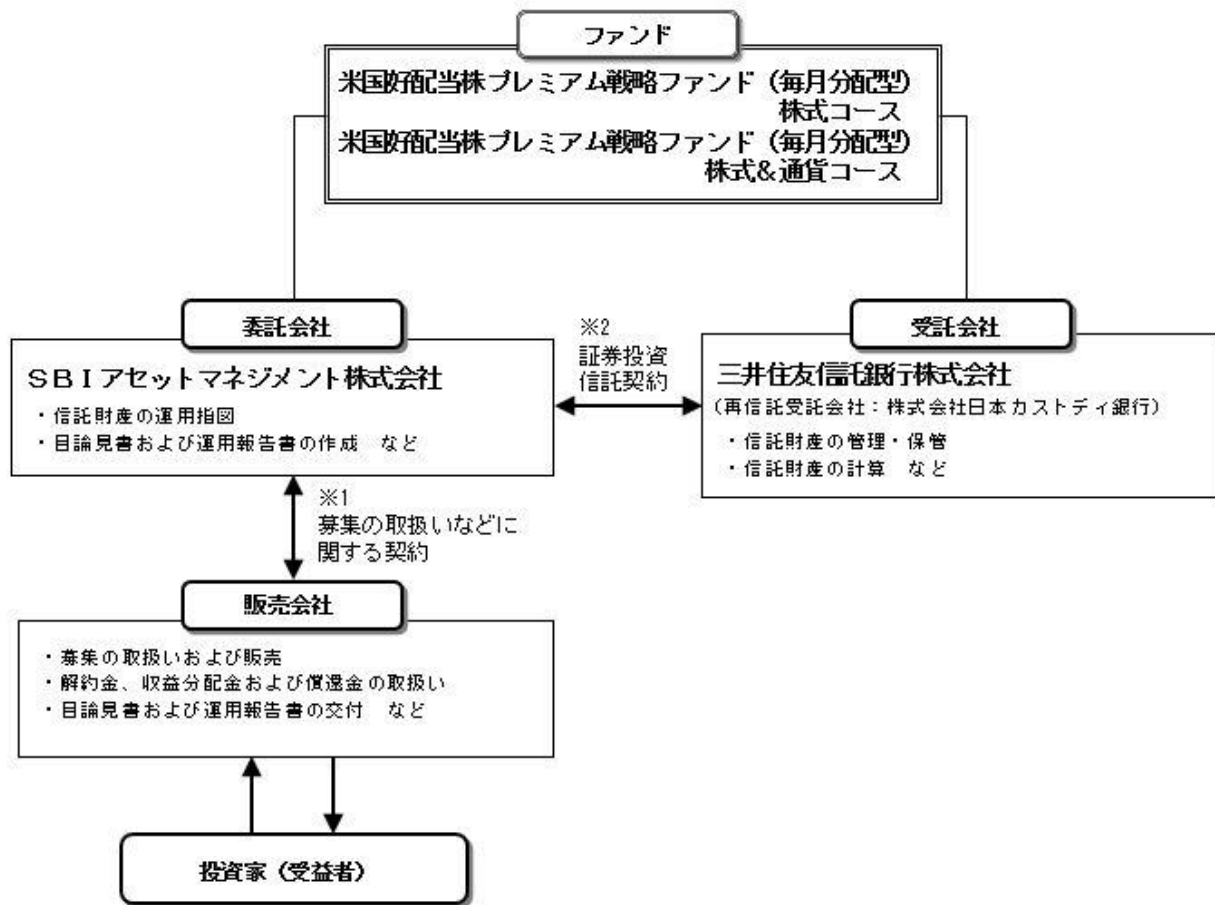 ファンド
米国好配当株プレミアム戦略ファンド（毎月分配型）
株式コース
米国好配当株プレミアム戦略ファンド（毎月分配型）
株式&通貨コース
委託会社
ＳＢＩアセットマネジメント株式会社
・信託財産の運用指図
・目論見書および運用報告書の作成　など
※2
証券投資
信託契約
受託会社
三井住友信託銀行株式会社
（再信託受託会社：株式会社日本カストディ銀行）
・信託財産の管理・保管
・信託財産の計算　など
※1
募集の取扱いなどに
関する契約
販売会社
・募集の取扱いおよび販売
・解約金、収益分配金および償還金の取扱い
・目論見書および運用報告書の交付　など
投資家（受益者）